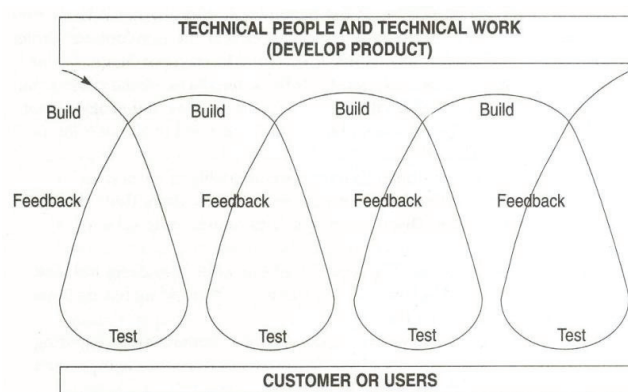 TECHNICAL PEOPLE AND TECHNICAL WORK
(DEVELOP PRODUCT)
Build
Build
Build
Build
Feedback
Feedback
Feedback
Feedback
Test
Test
Test
Test
CUSTOMER OR USERS